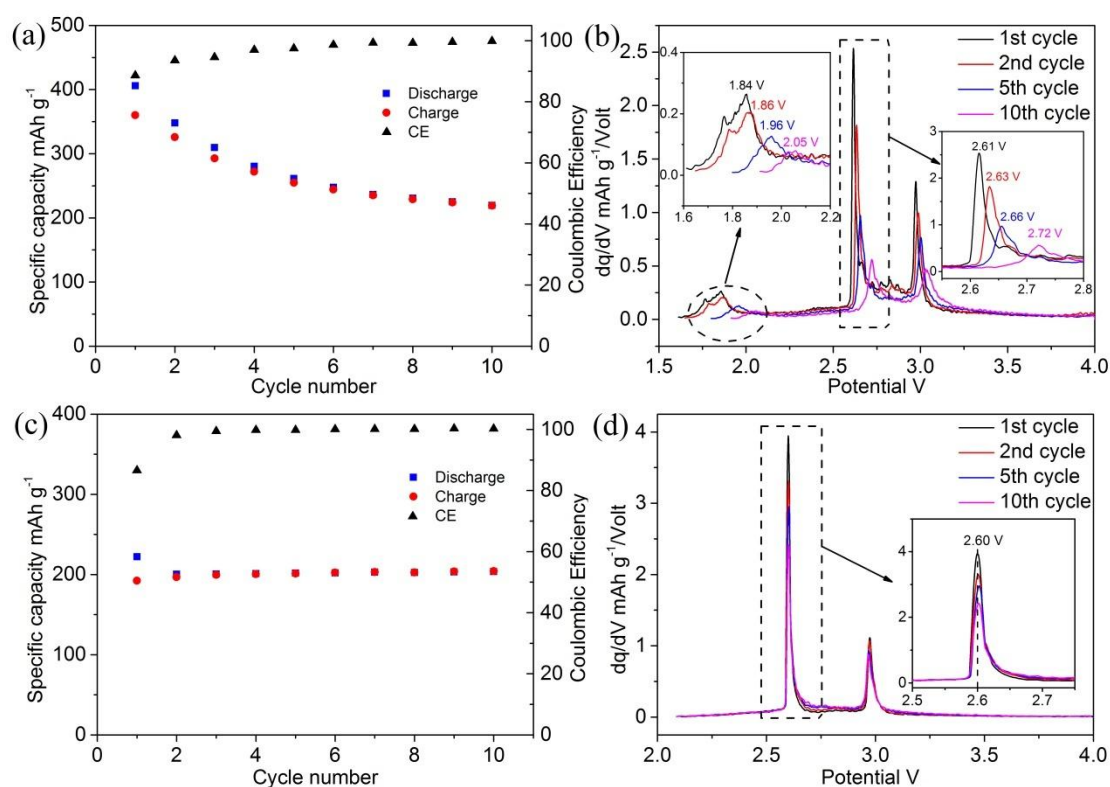 (a)
500
400
300
200
100
0
Specific capacity mAh g⁻¹
0 2 4 6 8 10
Cycle number
100
80
60
40
20
0
Coulombic Efficiency
Discharge
Charge
CE
(b)
2.5
2.0
1.5
1.0
0.5
0.0
dq/dV mAh g⁻¹/Volt
1.5 2.0 2.5 3.0 3.5 4.0
Potential V
1st cycle
2nd cycle
5th cycle
10th cycle
0.4
0.2
0.0
1.84 V
1.86 V
1.96 V
2.05 V
1.6 1.8 2.0 2.2
3
2
1
0
2.61 V
2.63 V
2.66 V
2.72 V
2.6 2.7 2.8
(c)
400
300
200
100
0
Specific capacity mAh g⁻¹
0 2 4 6 8 10
Cycle number
100
80
60
40
20
0
Coulombic Efficiency
Discharge
Charge
CE
(d)
4
3
2
1
0
dq/dV mAh g⁻¹/Volt
2.0 2.5 3.0 3.5 4.0
Potential V
1st cycle
2nd cycle
5th cycle
10th cycle
4
2
0
2.60 V
2.5 2.6 2.7